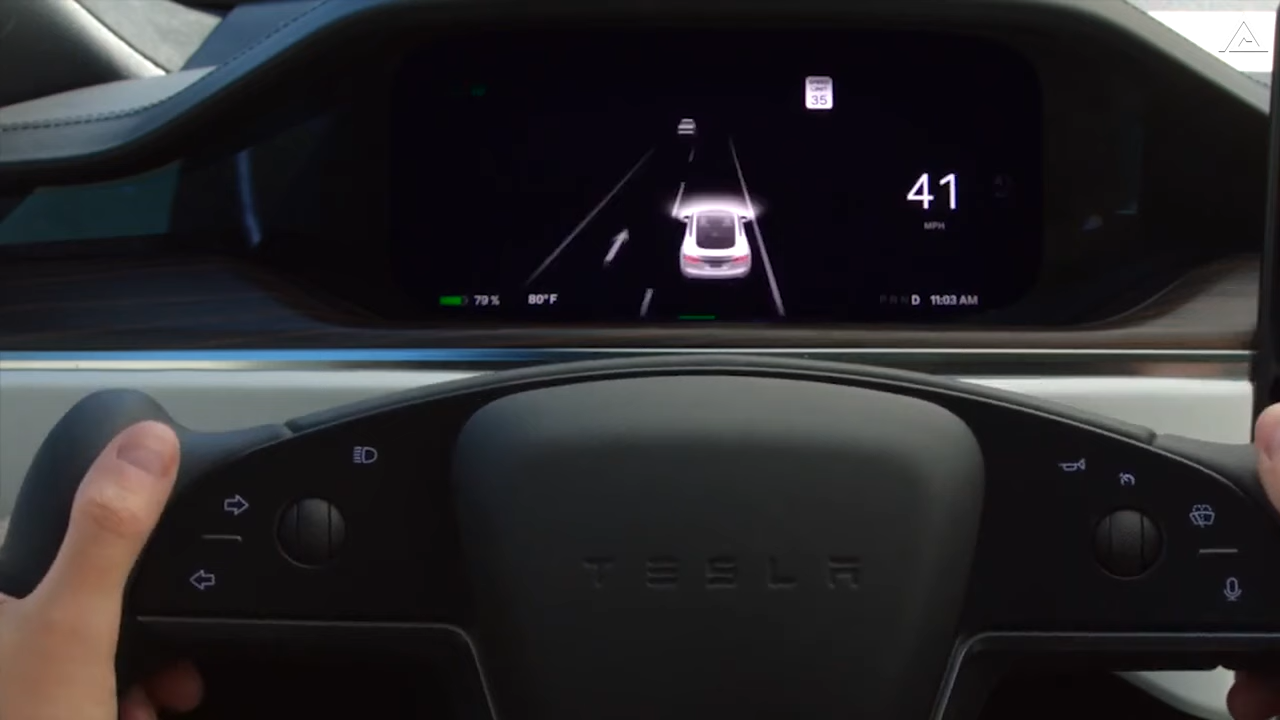 SPEED
LIMIT
35
41
MPH
79 %
80°F
P R N D 11:03 AM
TESLA